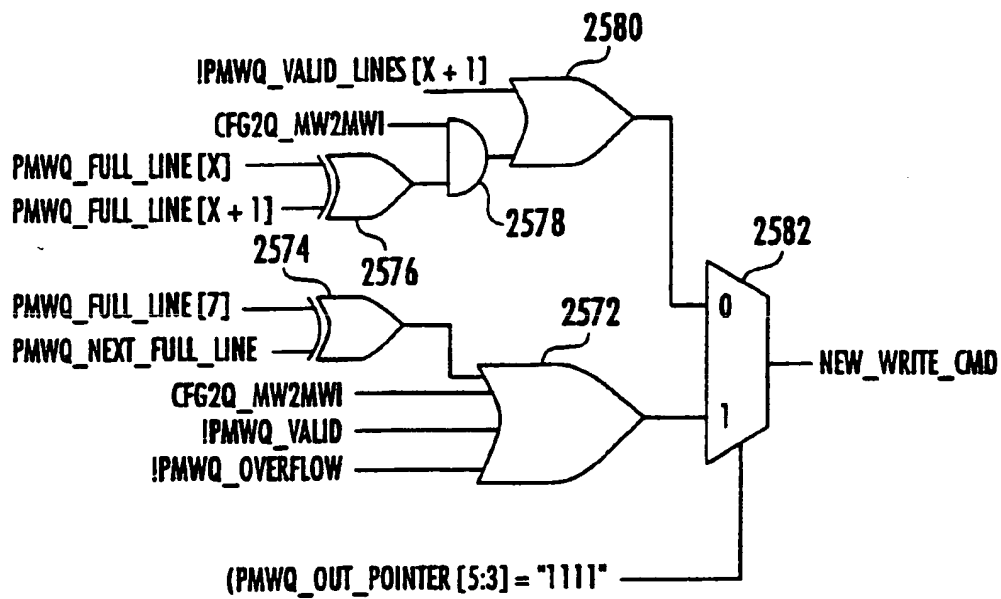 2580
!PMWQ_VALID_LINES [X + 1]
CFG2Q_MW2MWI
PMWQ_FULL_LINE [X]
PMWQ_FULL_LINE [X + 1]
2578
2576
2574
2582
PMWQ_FULL_LINE [7]
PMWQ_NEXT_FULL_LINE
2572
0
NEW_WRITE_CMD
CFG2Q_MW2MWI
1
!PMWQ_VALID
!PMWQ_OVERFLOW
(PMWQ_OUT_POINTER [5:3] = "1111"